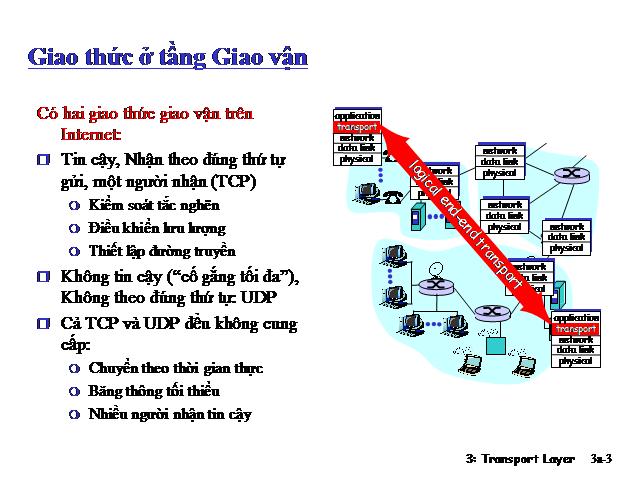 Giao thức ở tầng Giao vận
Có hai giao thức giao vận trên
Internet:
Tin cậy, Nhận theo đúng thứ tự
gửi, một người nhận (TCP)
Kiểm soát tắc nghẽn
Điều khiển lưu lượng
Thiết lập đường truyền
Không tin cậy (“cố gắng tối đa”),
Không theo đúng thứ tự: UDP
Cả TCP và UDP đều không cung
cấp:
Chuyển theo thời gian thực
Băng thông tối thiểu
Nhiều người nhận tin cậy
application
transport
network
data link
physical
network
data link
physical
network
data link
physical
network
data link
physical
network
data link
physical
logical end-end transport
network
data link
physical
application
transport
network
data link
physical
3: Transport Layer 3a-3